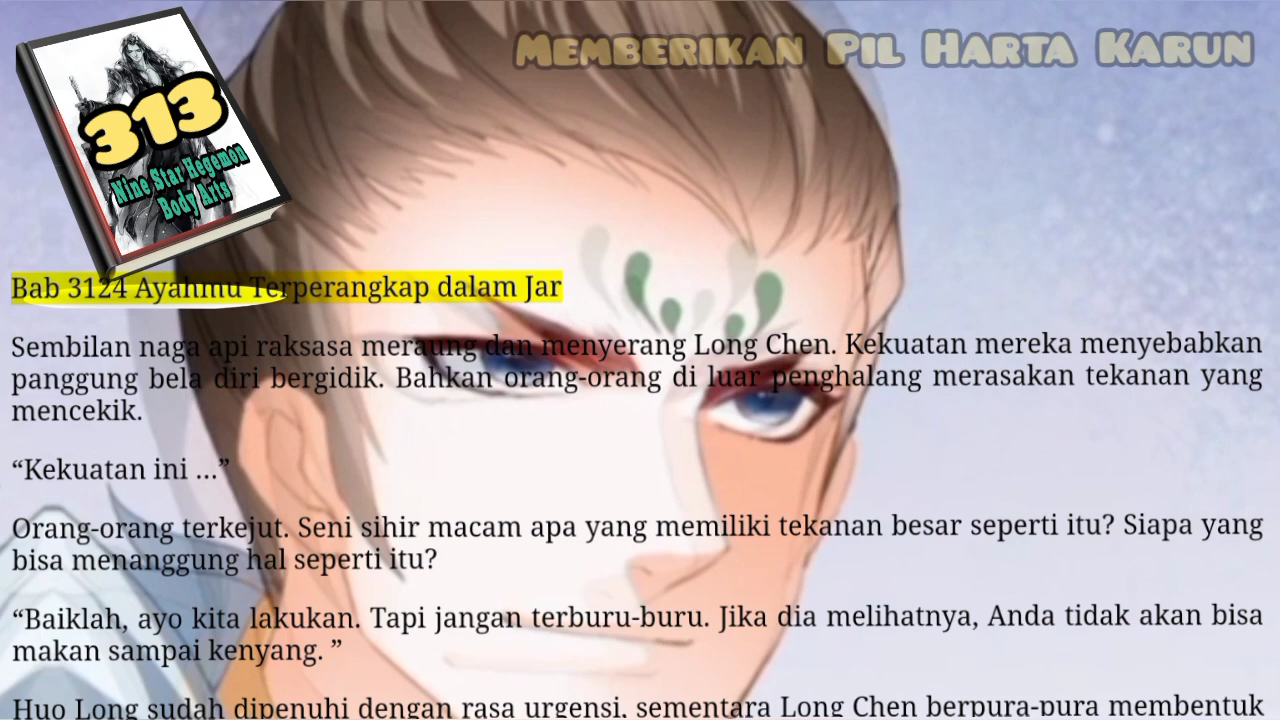 Memberikan Pil Harta Karun
313
Nine Star Hegemon
Body Arts
Bab 3124 Ayahmu Terperangkap dalam Jar
Sembilan naga api raksasa meraung dan menyerang Long Chen. Kekuatan mereka menyebabkan
panggung bela diri bergidik. Bahkan orang-orang di luar penghalang merasakan tekanan yang
mencekik.
“Kekuatan ini ...”
Orang-orang terkejut. Seni sihir macam apa yang memiliki tekanan besar seperti itu? Siapa yang
bisa menanggung hal seperti itu?
“Baiklah, ayo kita lakukan. Tapi jangan terburu-buru. Jika dia melihatnya, Anda tidak akan bisa
makan sampai kenyang. ”
Huo Long sudah dipenuhi dengan rasa urgensi, sementara Long Chen berpura-pura membentuk